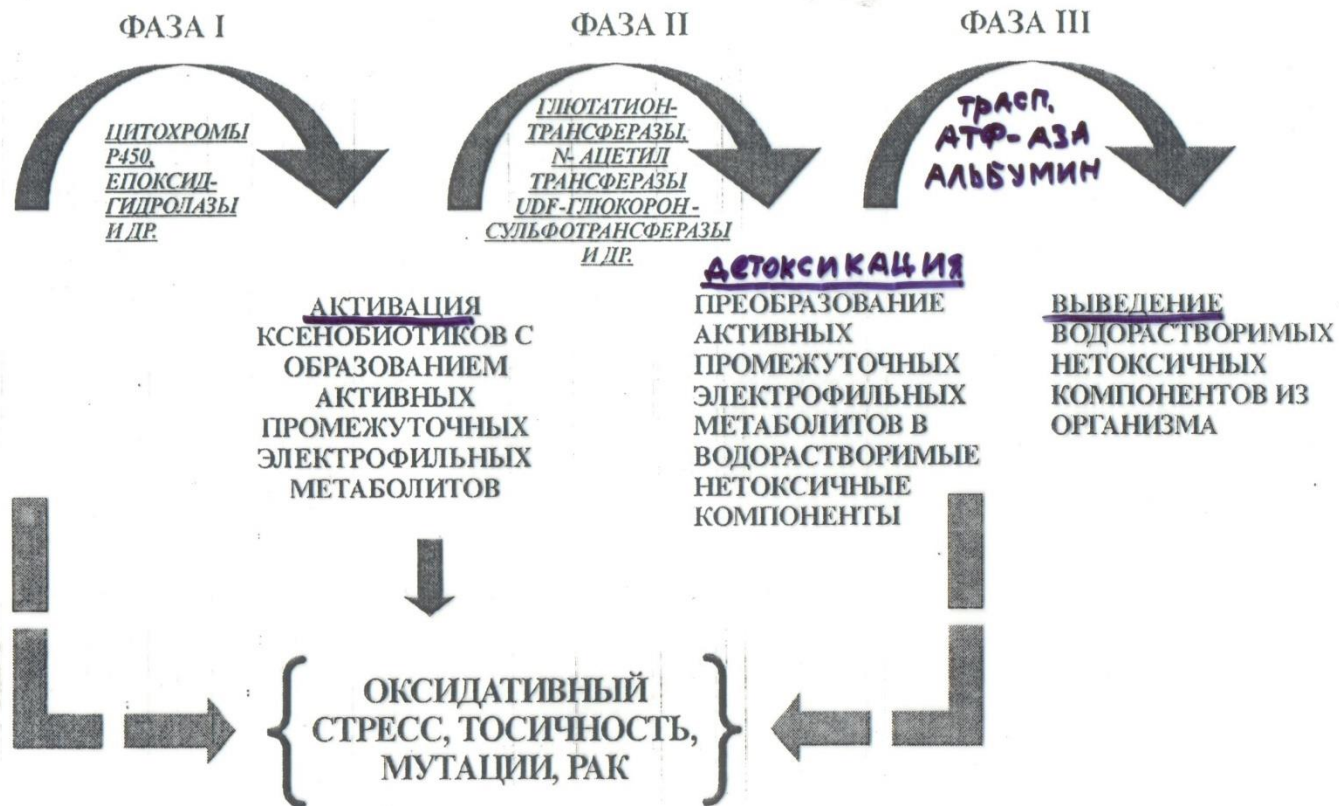 ФАЗА I
ФАЗА II
ФАЗА III
ЦИТОХРОМЫ
P450,
ЕПОКСИД-
ГИДРОЛАЗЫ
И ДР.
ГЛЮТАТИОН-
ТРАНСФЕРАЗЫ,
N- АЦЕТИЛ
ТРАНСФЕРАЗЫ
UDF-ГЛЮКОРОН-
СУЛЬФОТРАНСФЕРАЗЫ
И ДР.
ТРАСП.
АТФ-АЗА
АЛЬБУМИН
АКТИВАЦИЯ
КСЕНОБИОТИКОВ С
ОБРАЗОВАНИЕМ
АКТИВНЫХ
ПРОМЕЖУТОЧНЫХ
ЭЛЕКТРОФИЛЬНЫХ
МЕТАБОЛИТОВ
ДЕТОКСИКАЦИЯ
ПРЕОБРАЗОВАНИЕ
АКТИВНЫХ
ПРОМЕЖУТОЧНЫХ
ЭЛЕКТРОФИЛЬНЫХ
МЕТАБОЛИТОВ В
ВОДОРАСТВОРИМЫЕ
НЕТОКСИЧНЫЕ
КОМПОНЕНТЫ
ВЫВЕДЕНИЕ
ВОДОРАСТВОРИМЫХ
НЕТОКСИЧНЫХ
КОМПОНЕНТОВ ИЗ
ОРГАНИЗМА
ОКСИДАТИВНЫЙ
СТРЕСС, ТОСИЧНОСТЬ,
МУТАЦИИ, РАК